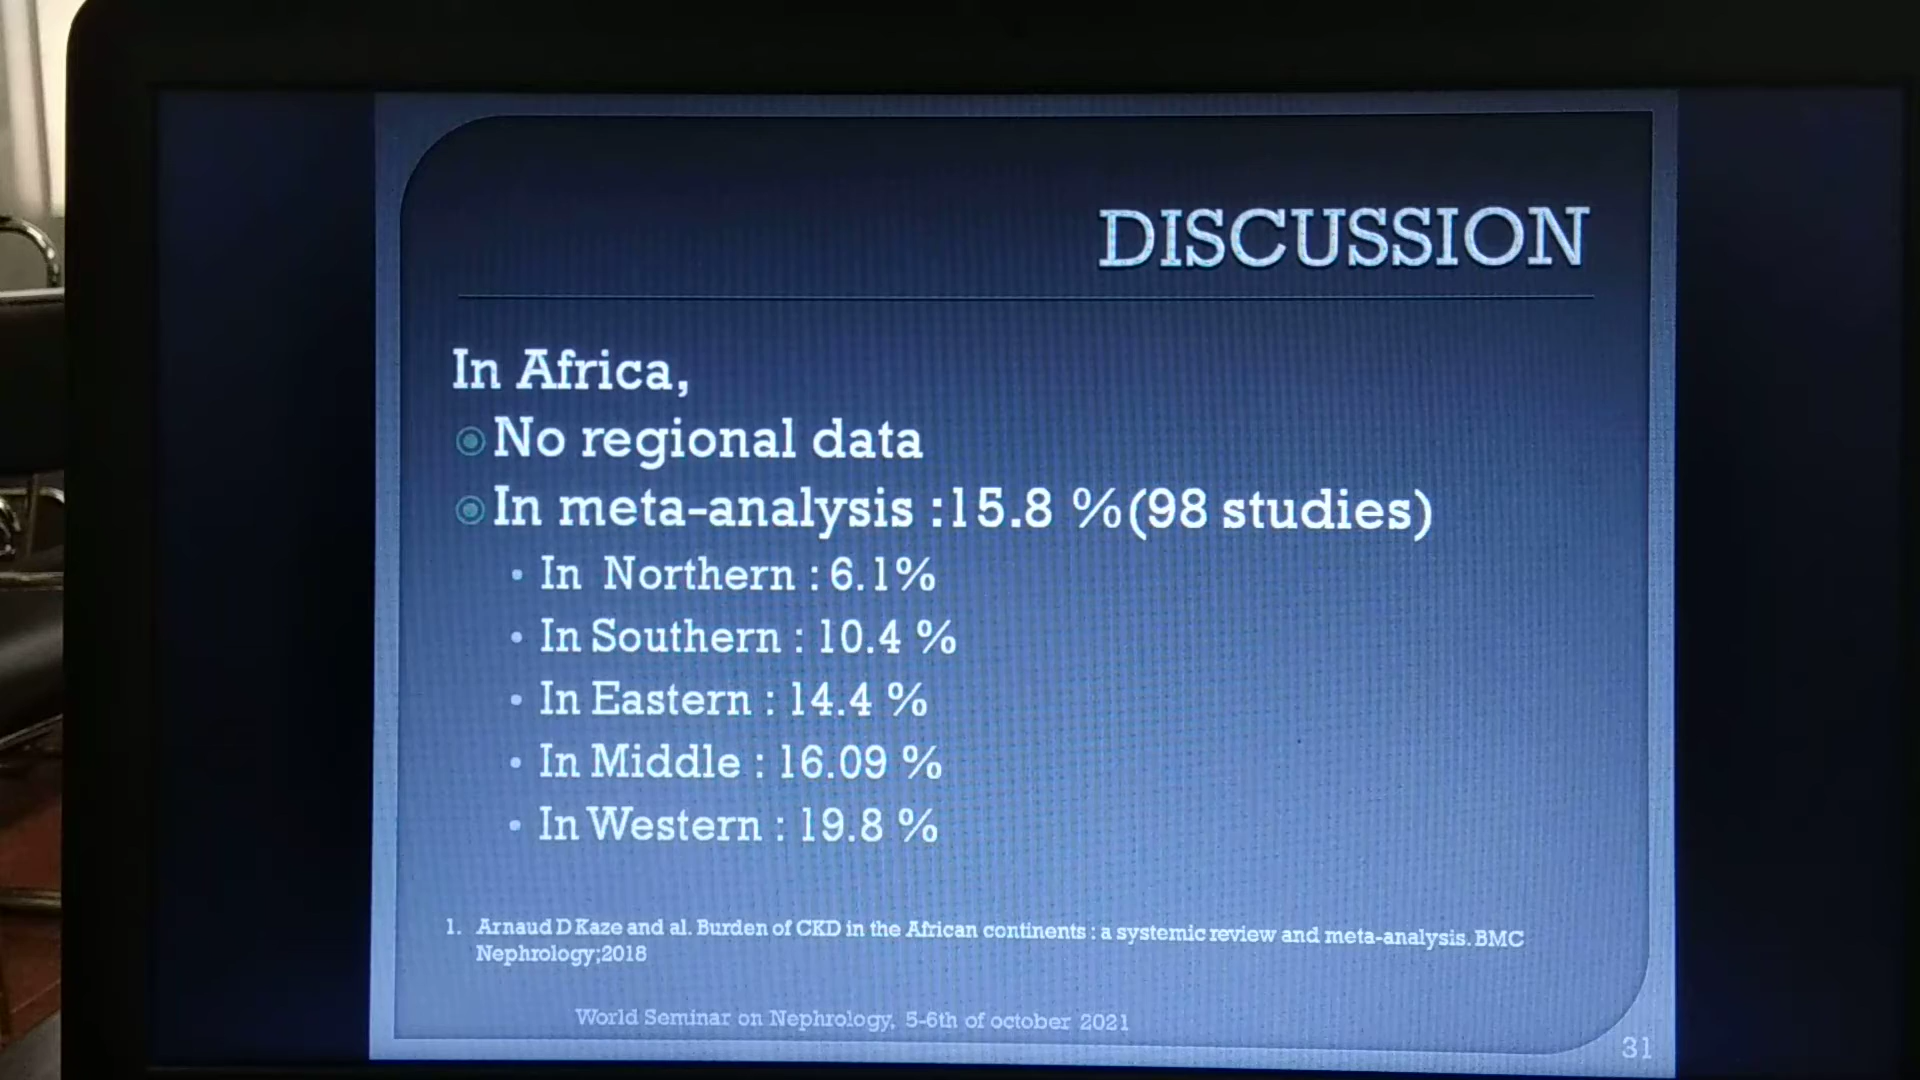 DISCUSSION
In Africa,
No regional data
In meta-analysis :15.8 %(98 studies)
In Northern : 6.1%
In Southern : 10.4 %
In Eastern : 14.4 %
In Middle : 16.09 %
In Western : 19.8 %
1. Arnaud D Kaze and al. Burden of CKD in the African continents : a systemic review and meta-analysis. BMC
Nephrology;2018
World Seminar on Nephrology, 5-6th of october 2021
31